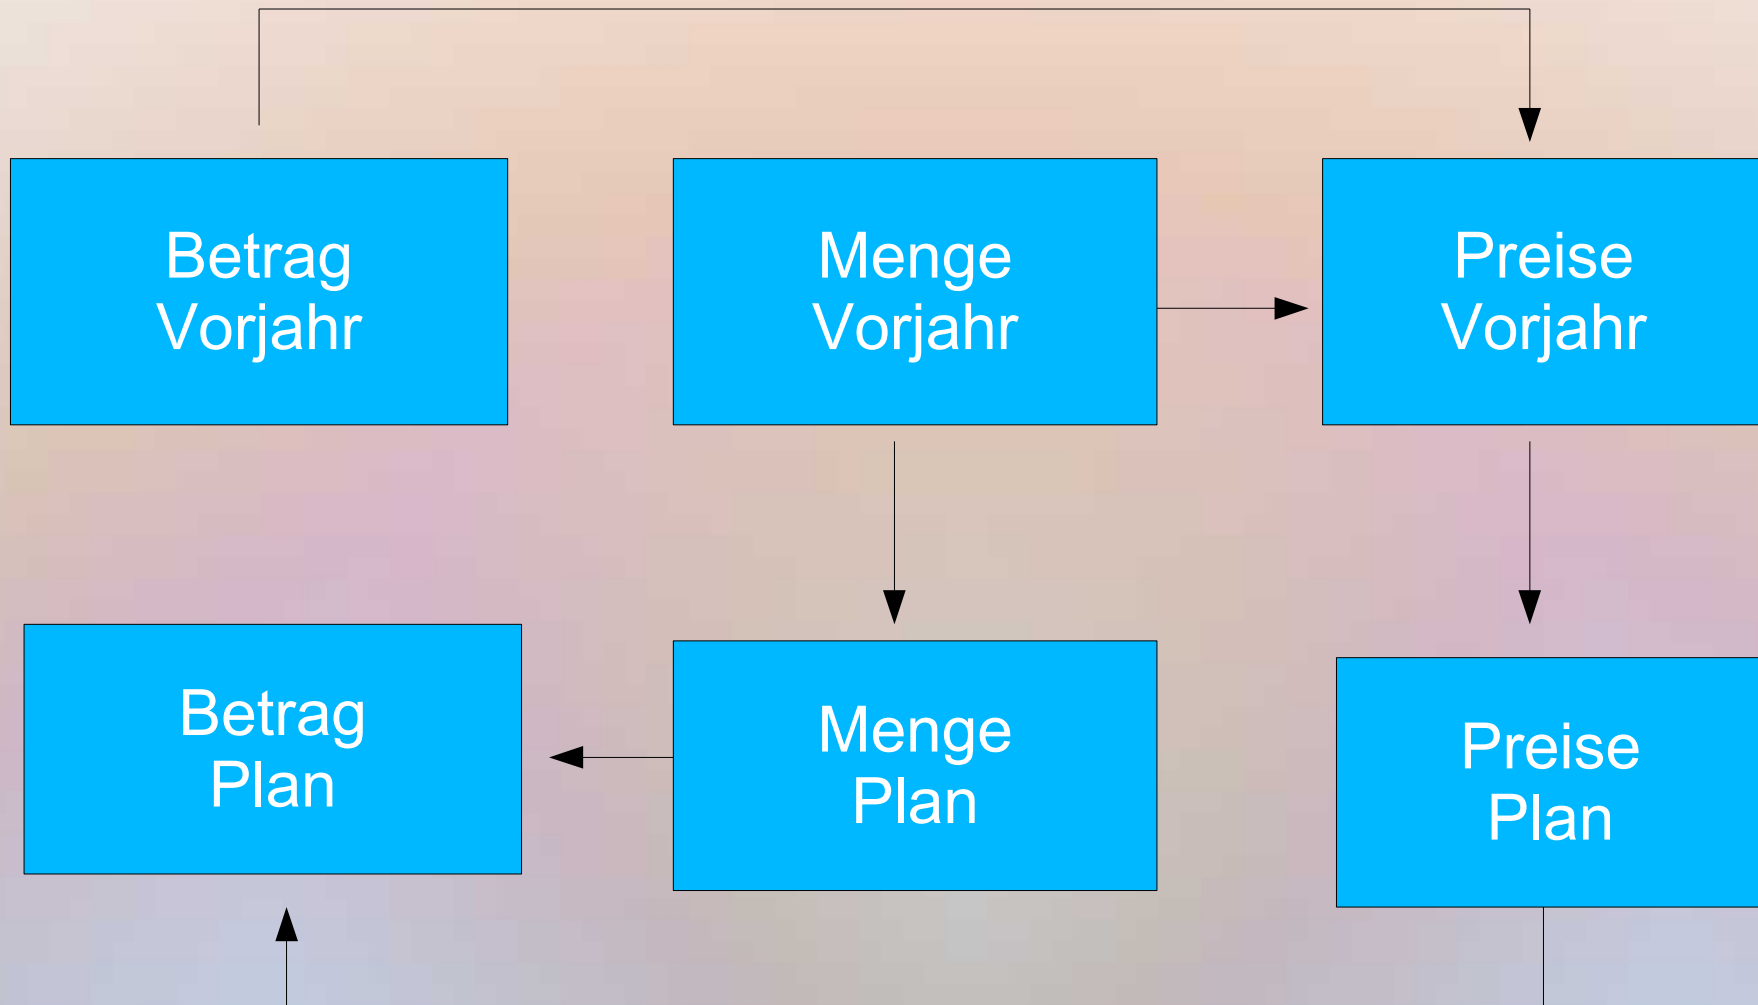 Betrag
Vorjahr
Menge
Vorjahr
Preise
Vorjahr
Betrag
Plan
Menge
Plan
Preise
Plan